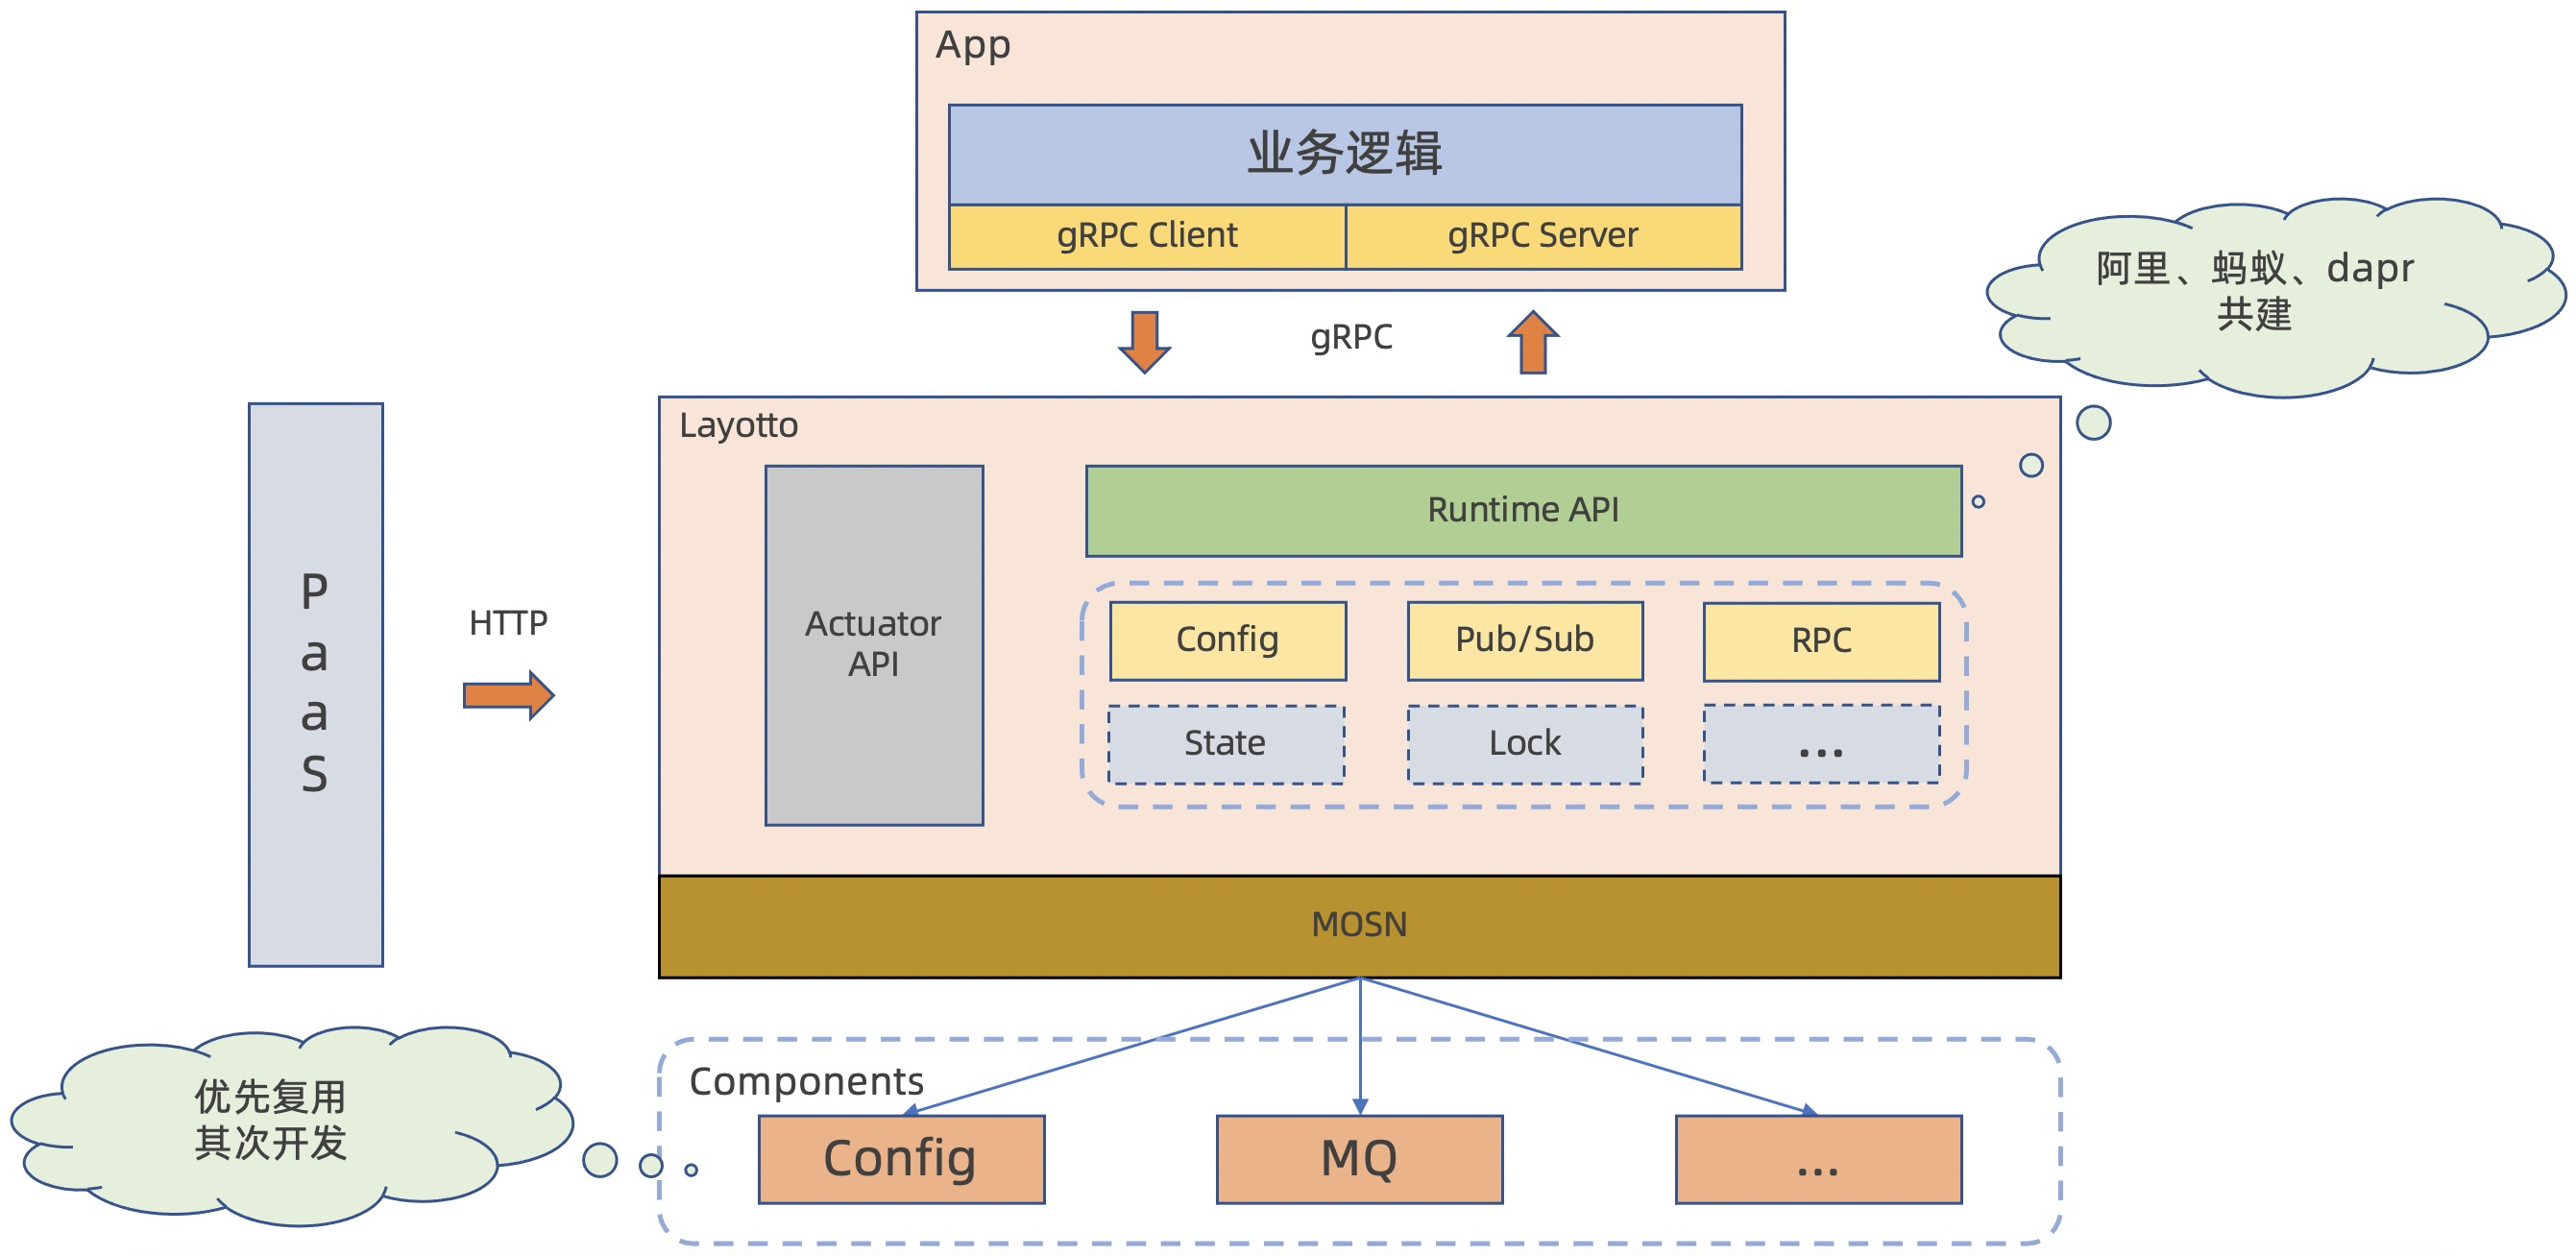 App
业务逻辑
gRPC Client
gRPC Server
gRPC
阿里、蚂蚁、dapr
共建
PaaS
HTTP
Layotto
Actuator
API
Runtime API
Config
Pub/Sub
RPC
State
Lock
...
MOSN
优先复用
其次开发
Components
Config
MQ
...